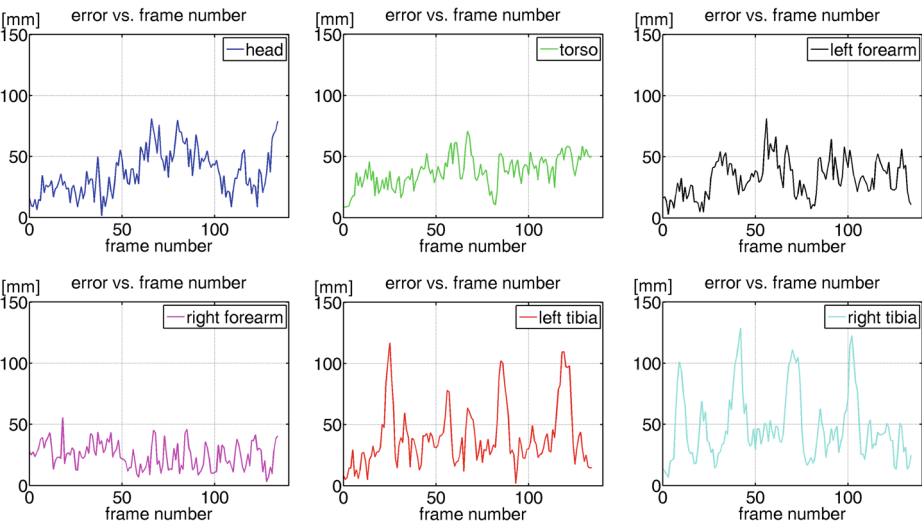 error vs. frame number
[mm]
150
100
50
0
head
0
50
100
frame number
error vs. frame number
[mm]
150
100
50
0
torso
0
50
100
frame number
error vs. frame number
[mm]
150
100
50
0
left forearm
0
50
100
frame number
error vs. frame number
[mm]
150
100
50
0
right forearm
0
50
100
frame number
error vs. frame number
[mm]
150
100
50
0
left tibia
0
50
100
frame number
error vs. frame number
[mm]
150
100
50
0
right tibia
0
50
100
frame number